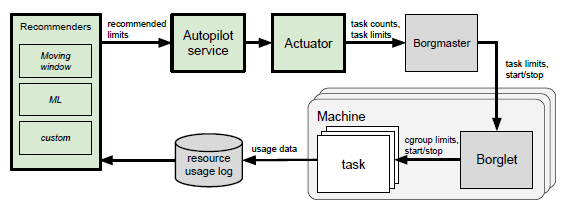 Recommenders
Moving
window
ML
custom
recommended
limits
Autopilot
service
Actuator
task counts,
task limits
Borgmaster
task limits,
start/stop
Machine
cgroup limits,
start/stop
Borglet
task
usage data
resource
usage log